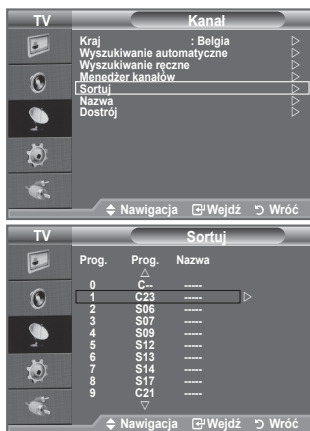 TV Kanał
Kraj : Belgia
Wyszukiwanie automatyczne
Wyszukiwanie ręczne
Menedżer kanałów
Sortuj
Nazwa
Dostrój
Nawigacja Wejdź Wróć
TV Sortuj
Prog. Prog. Nazwa
0 C-- -----
1 C23 -----
2 S06 -----
3 S07 -----
4 S09 -----
5 S12 -----
6 S13 -----
7 S14 -----
8 S17 -----
9 C21 -----
Nawigacja Wejdź Wróć